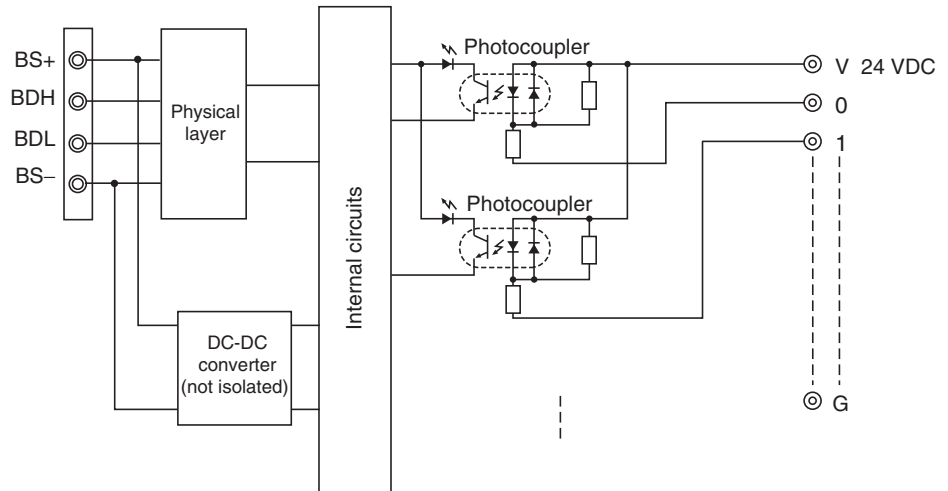 BS+
BDH
BDL
BS−
Physical
layer
DC-DC
converter
(not isolated)
Internal circuits
Photocoupler
Photocoupler
V 24 VDC
0
1
G